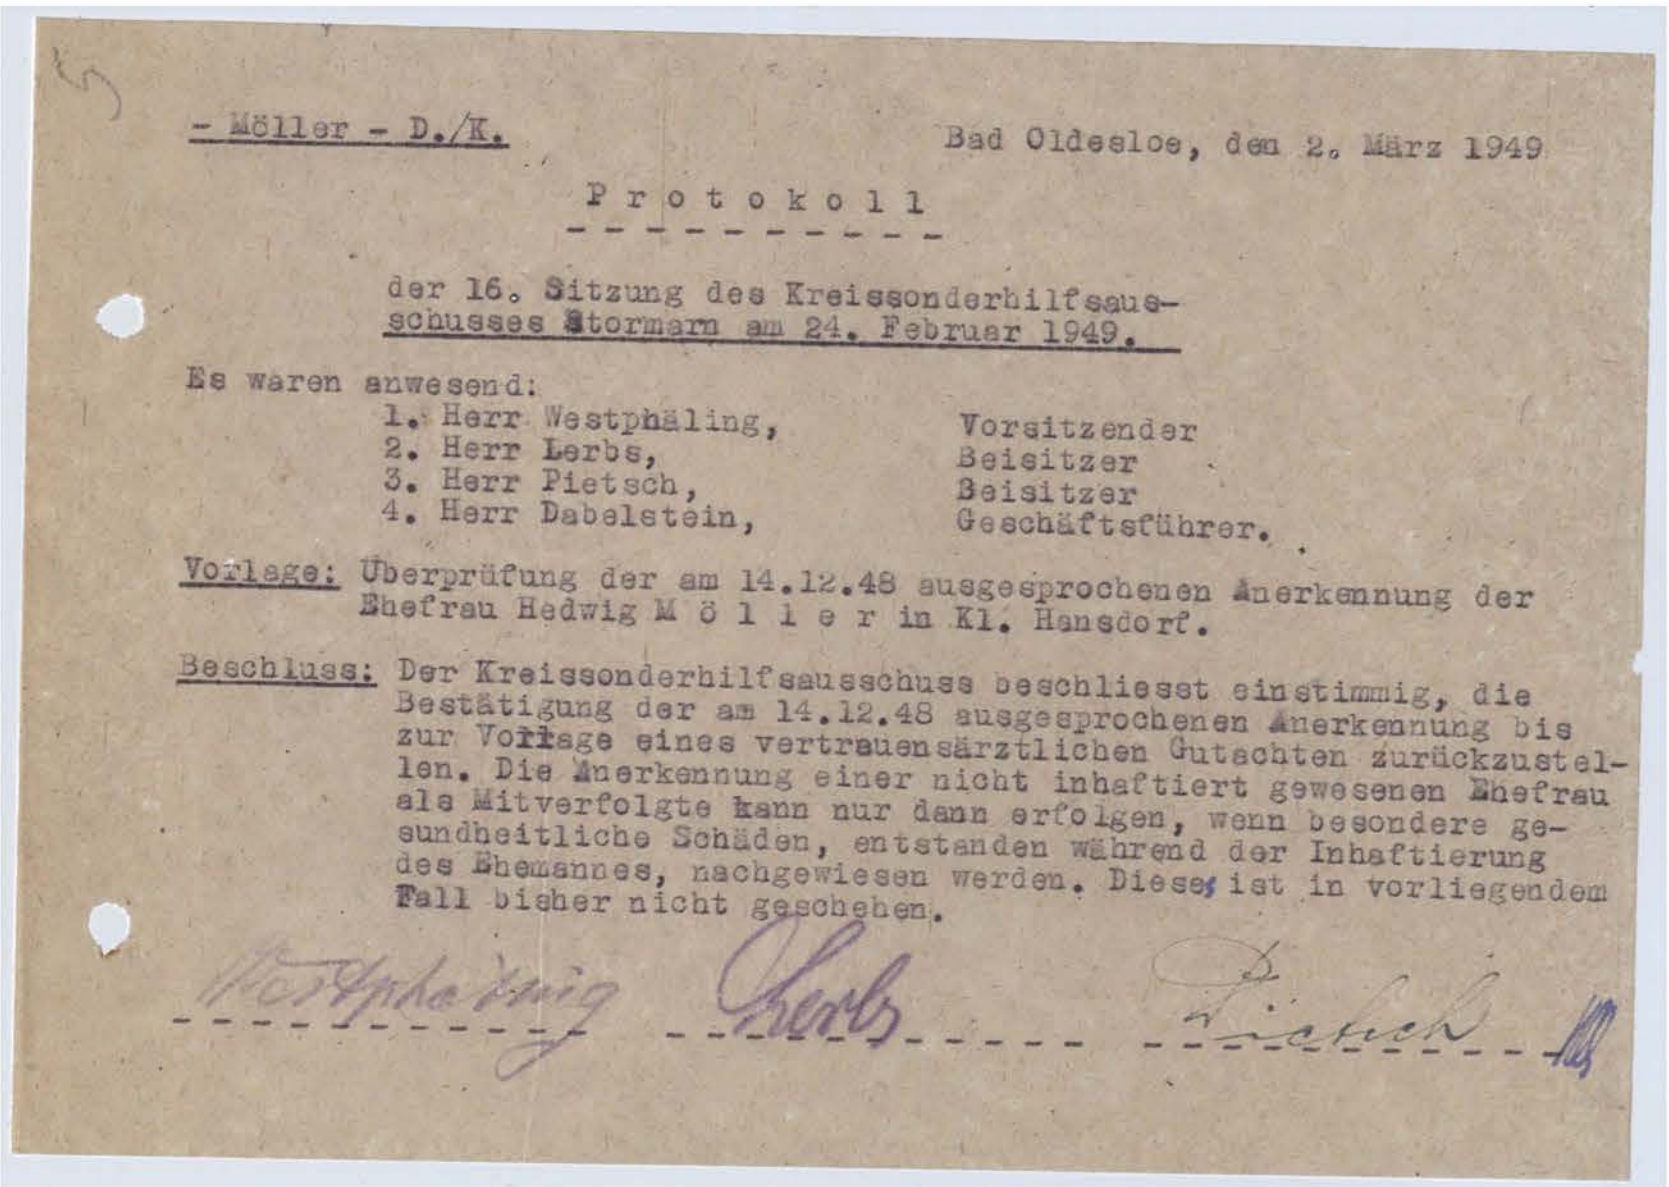 - Möller - D./K.
Bad Oldesloe, den 2. März 1949
P r o t o k o l l
der 16. Sitzung des Kreissonderhilfsaus-
schusses Stormarn am 24. Februar 1949.
Es waren anwesend:
1. Herr Westphäling, Vorsitzender
2. Herr Lerbs, Beisitzer
3. Herr Pietsch, Beisitzer
4. Herr Dabelstein, Geschäftsführer.
Vorlage: Überprüfung der am 14.12.48 ausgesprochenen Anerkennung der
Ehefrau Hedwig M ö l l e r in Kl. Hansdorf.
Beschluss: Der Kreissonderhilfsausschuss beschliesst einstimmig, die
Bestätigung der am 14.12.48 ausgesprochenen Anerkennung bis
zur Vorlage eines vertrauensärztlichen Gutachten zurückzustel-
len. Die Anerkennung einer nicht inhaftiert gewesenen Ehefrau
als Mitverfolgte kann nur dann erfolgen, wenn besondere ge-
sundheitliche Schäden, entstanden während der Inhaftierung
des Ehemannes, nachgewiesen werden. Dieses ist in vorliegendem
Fall bisher nicht geschehen.
Westphäling Lerbs Pietsch